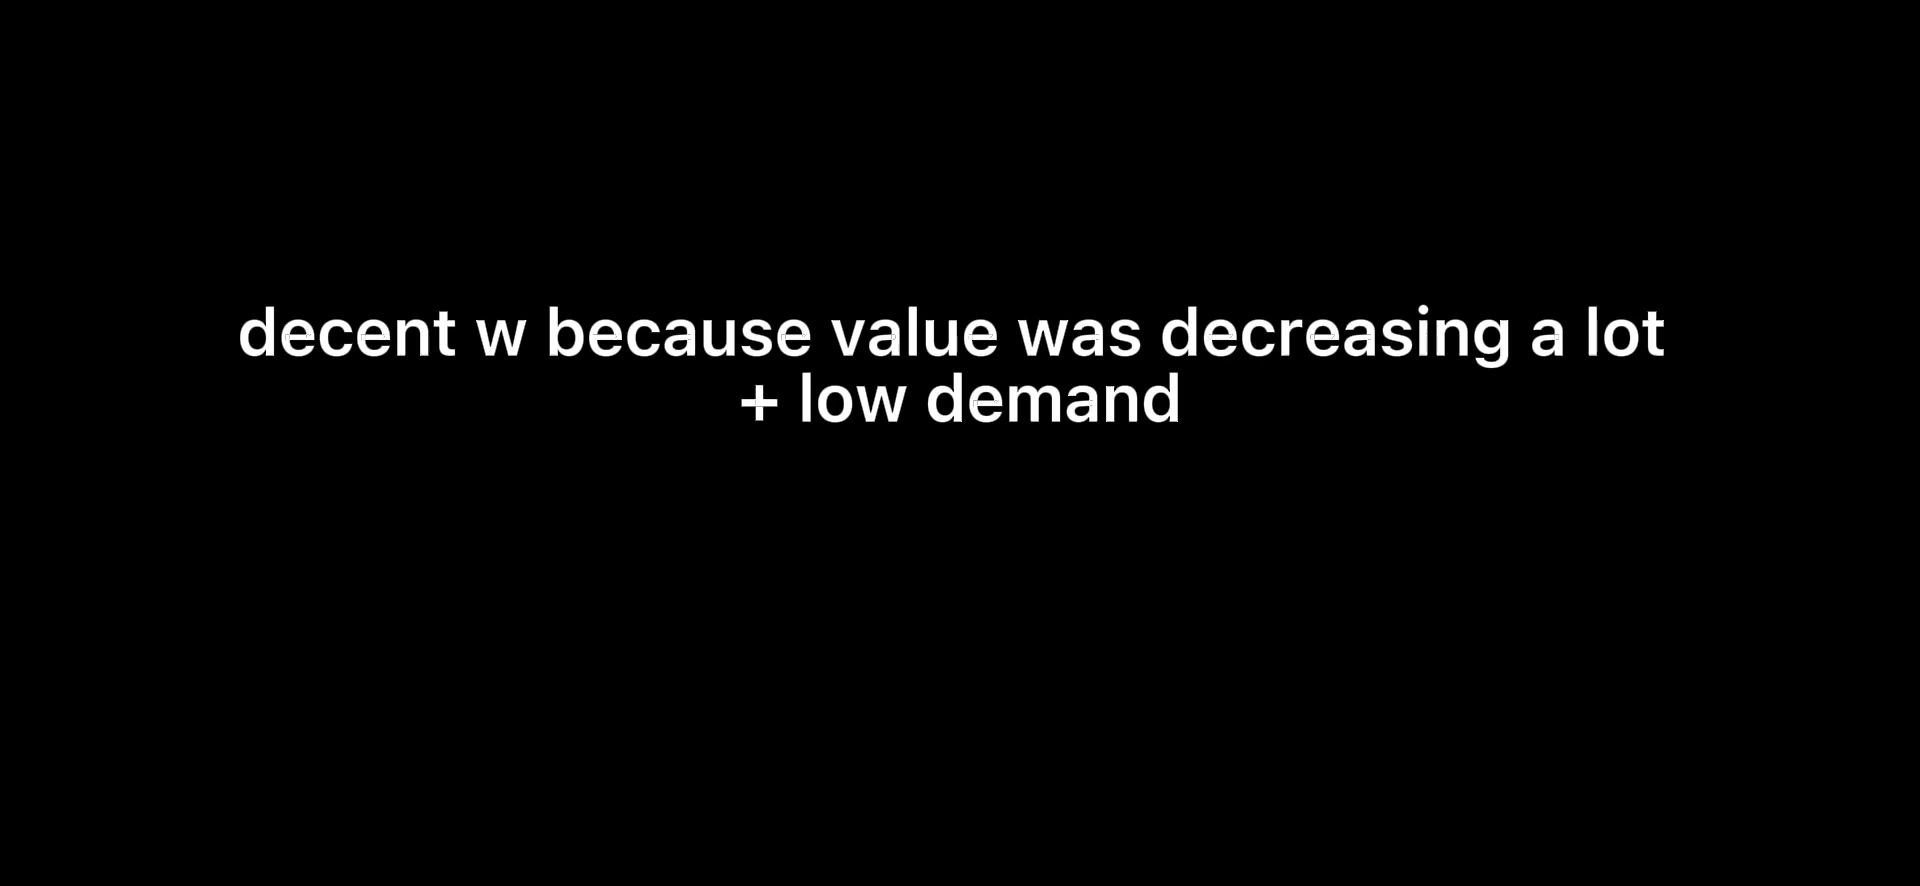 decent w because value was decreasing a lot
+ low demand